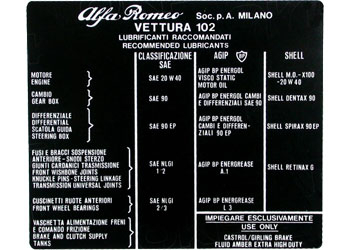 Alfa Romeo Soc. p. A. MILANO
VETTURA 102
LUBRIFICANTI RACCOMANDATI
RECOMMENDED LUBRICANTS
CLASSIFICAZIONE
SAE
AGIP
SHELL
MOTORE
ENGINE
SAE 20 W 40
AGIP BP ENERGOL
VISCO STATIC
MOTOR OIL
SHELL M.O. - X100
-20 W 40
CAMBIO
GEAR BOX
SAE 90
AGIP BP ENERGOL CAMBI
E DIFFERENZIALI SAE 90
SHELL DENTAX 90
DIFFERENZIALE
DIFFERENTIAL
SCATOLA GUIDA
STEERING BOX
SAE 90 EP
AGIP BP ENERGOL
CAMBI E DIFFEREN-
ZIALI 90 EP
SHELL SPIRAX 90 EP
FUSI E BRACCI SOSPENSIONE
ANTERIORE - SNODI STERZO
GIUNTI CARDANICI TRASMISSIONE
FRONT WISHBONE JOINTS
KNUCKLE PINS - STEERING LINKAGE
TRANSMISSION UNIVERSAL JOINTS
SAE NLGI
1/2
AGIP BP ENERGREASE
A.1
SHELL RETINAX G
CUSCINETTI RUOTE ANTERIORI
FRONT WHEEL BEARINGS
SAE NLGI
2/3
AGIP BP ENERGREASE
L 3
VASCHETTA ALIMENTAZIONE FRENI
E COMANDO FRIZIONE
BRAKE AND CLUTCH SUPPLY
TANKS
IMPIEGARE ESCLUSIVAMENTE
USE ONLY
CASTROL/GIRLING BRAKE
FLUID AMBER EXTRA HIGH DUTY